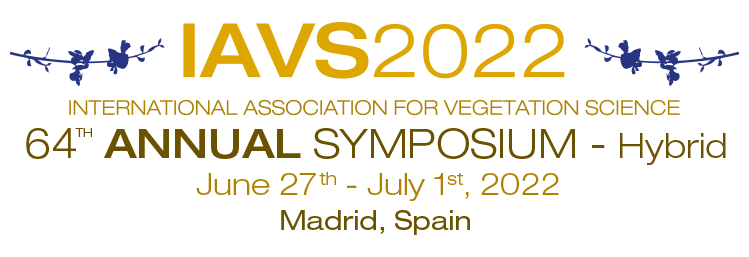 IAVS2022
INTERNATIONAL ASSOCIATION FOR VEGETATION SCIENCE
64TH ANNUAL SYMPOSIUM - Hybrid
June 27th - July 1st, 2022
Madrid, Spain